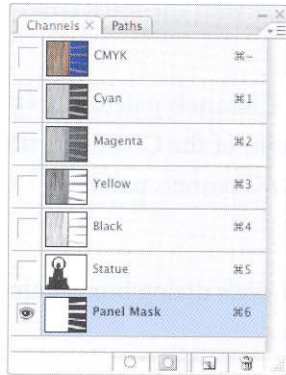 Channels × Paths
CMYK ⌘~
Cyan ⌘1
Magenta ⌘2
Yellow ⌘3
Black ⌘4
Statue ⌘5
Panel Mask ⌘6